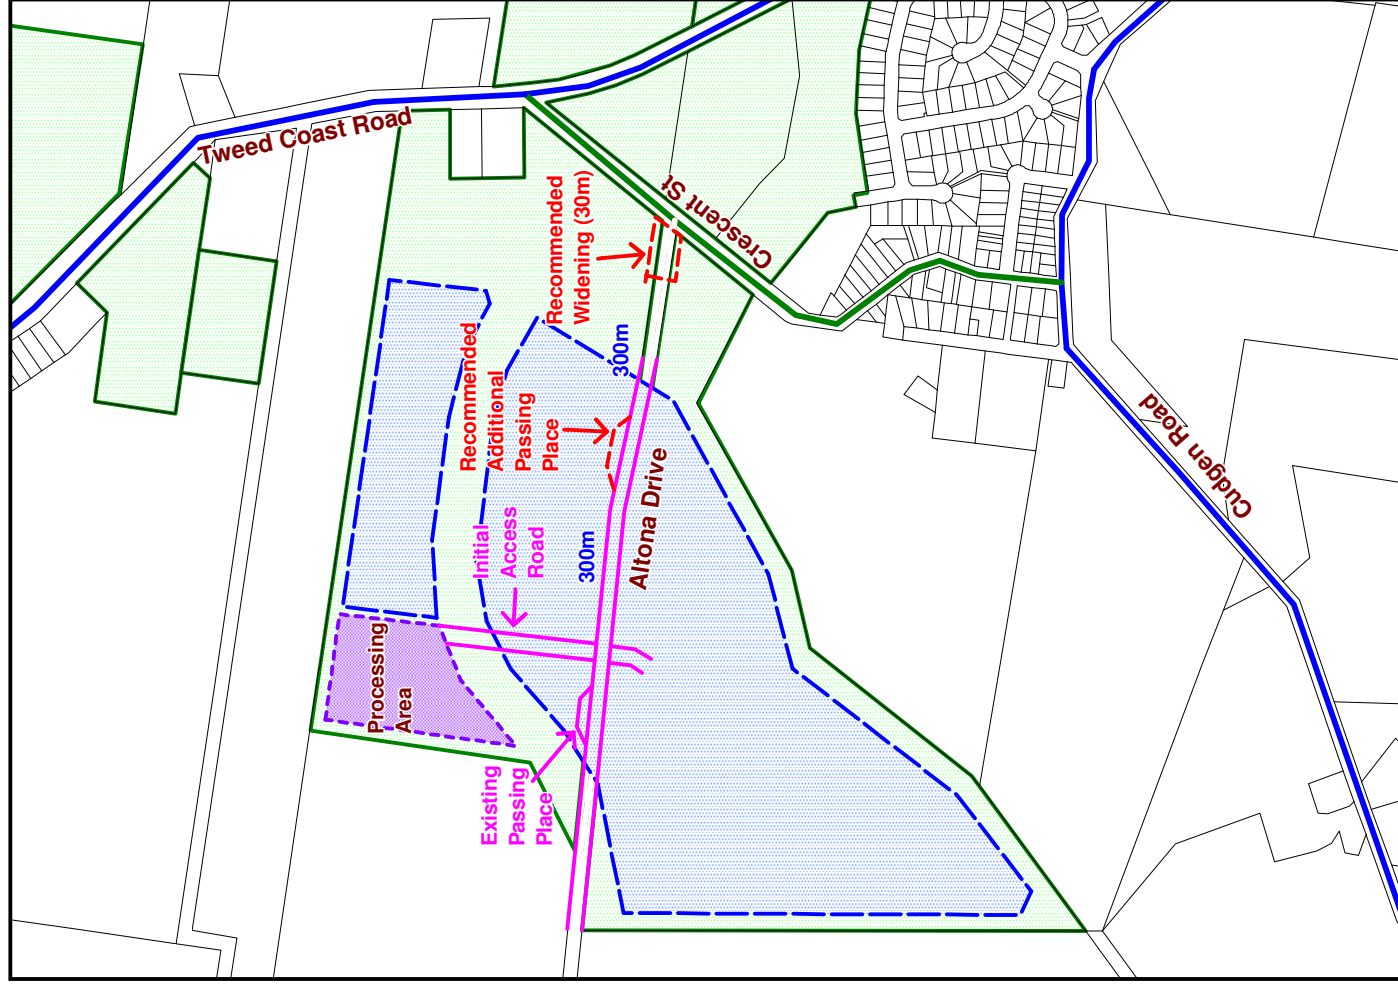 Tweed Coast Road
Crescent St
Recommended
Widening (30m)
300m
Recommended
Additional
Passing
Place
Altona Drive
Cudgen Road
Initial
Access
Road
300m
Processing
Area
Existing
Passing
Place